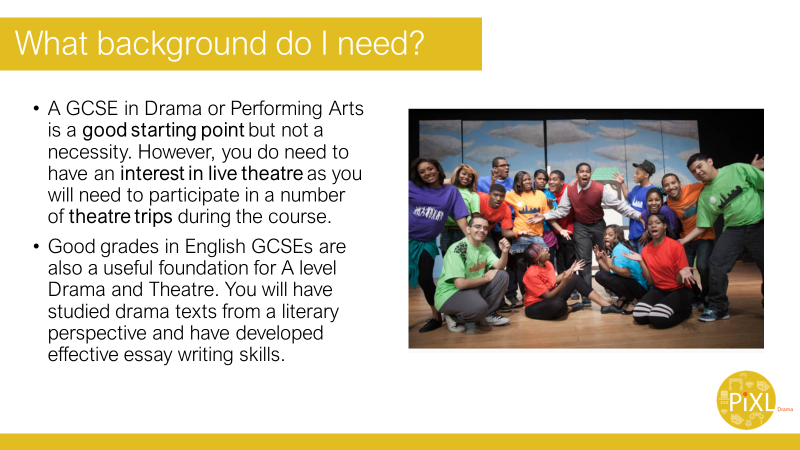 What background do I need?
• A GCSE in Drama or Performing Arts
is a good starting point but not a
necessity. However, you do need to
have an interest in live theatre as you
will need to participate in a number
of theatre trips during the course.
• Good grades in English GCSEs are
also a useful foundation for A level
Drama and Theatre. You will have
studied drama texts from a literary
perspective and have developed
effective essay writing skills.
PiXL
Drama